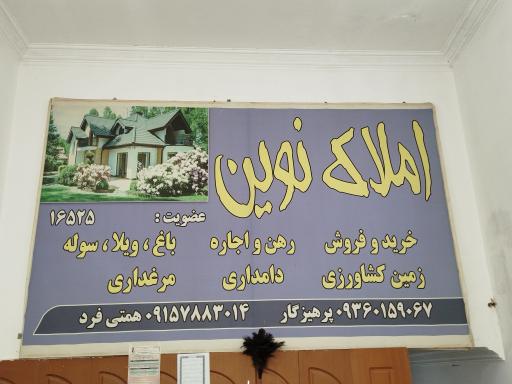 املاک نوین
عضویت : ۱۶۵۲۵
خرید و فروش رهن و اجاره باغ ، ویلا ، سوله
زمین کشاورزی دامداری مرغداری
۰۹۳۶۰۱۵۹۰۶۷ پرهیزگار ۰۹۱۵۷۸۸۳۰۱۴ همتی فرد